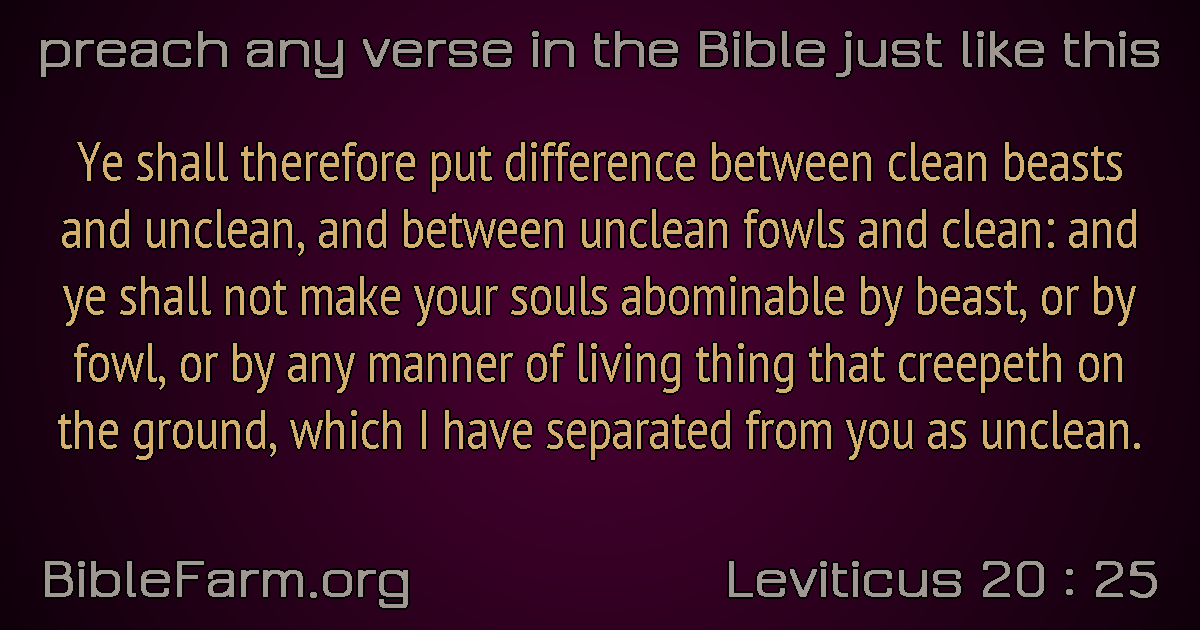 preach any verse in the Bible just like this
Ye shall therefore put difference between clean beasts
and unclean, and between unclean fowls and clean: and
ye shall not make your souls abominable by beast, or by
fowl, or by any manner of living thing that creepeth on
the ground, which I have separated from you as unclean.
BibleFarm.org
Leviticus 20 : 25